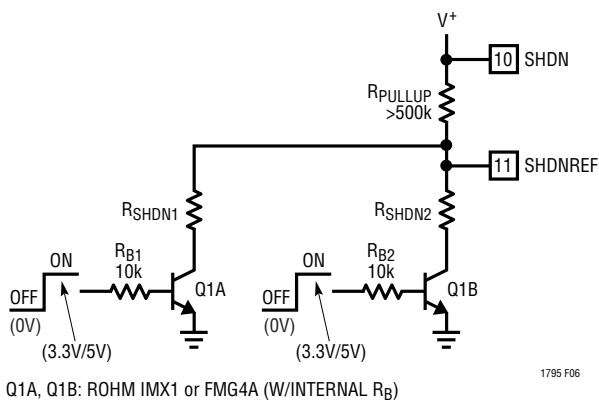 V+
10 SHDN
RPULLUP
>500k
11 SHDNREF
RSHDN1
RSHDN2
ON
RB1
10k
OFF
(0V)
Q1A
(3.3V/5V)
ON
RB2
10k
OFF
(0V)
Q1B
(3.3V/5V)
1795 F06
Q1A, Q1B: ROHM IMX1 or FMG4A (W/INTERNAL RB)